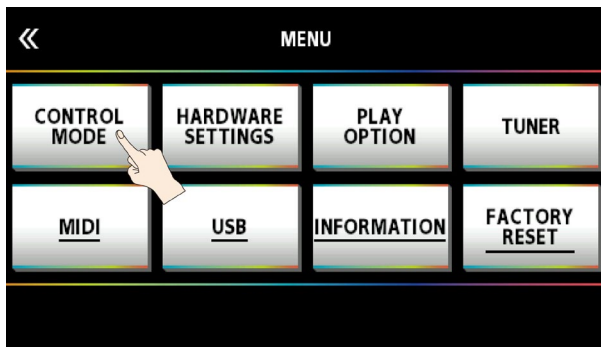 MENU
CONTROL
MODE
HARDWARE
SETTINGS
PLAY
OPTION
TUNER
MIDI
USB
INFORMATION
FACTORY
RESET